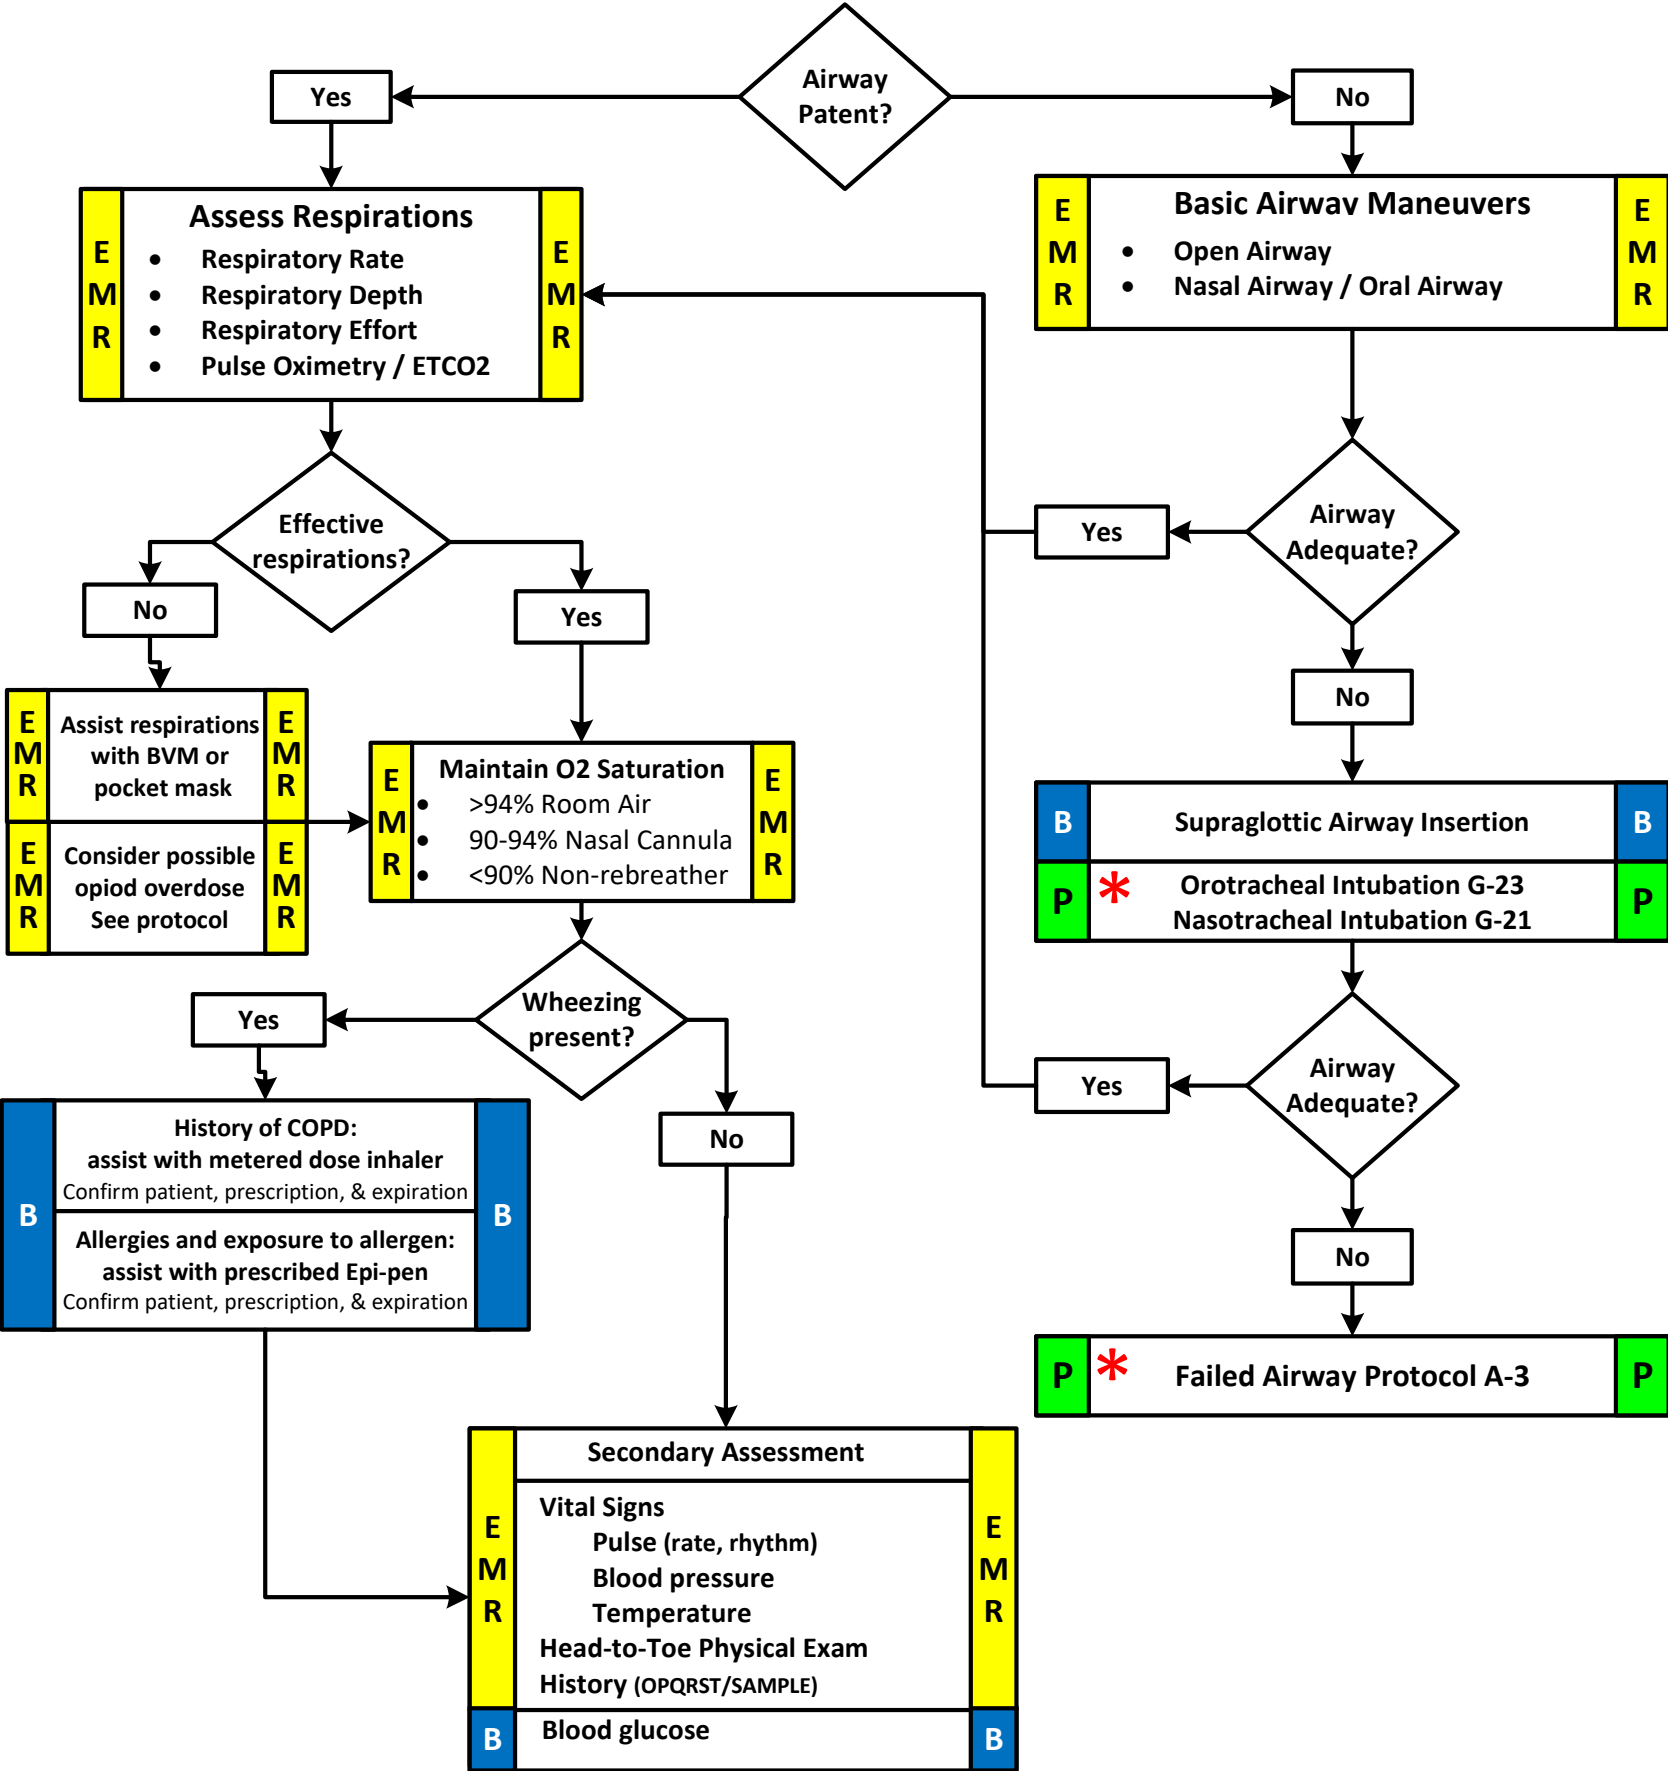 Airway
Patent?
Yes
No
E
M
R
Assess Respirations
• Respiratory Rate
• Respiratory Depth
• Respiratory Effort
• Pulse Oximetry / ETCO2
E
M
R
E
M
R
Basic Airway Maneuvers
• Open Airway
• Nasal Airway / Oral Airway
E
M
R
Effective
respirations?
No
Yes
Airway
Adequate?
Yes
No
E
M
R
Assist respirations
with BVM or
pocket mask
E
M
R
E
M
R
Consider possible
opiod overdose
See protocol
E
M
R
E
M
R
Maintain O2 Saturation
• >94% Room Air
• 90-94% Nasal Cannula
• <90% Non-rebreather
E
M
R
B
Supraglottic Airway Insertion
B
P
*
Orotracheal Intubation G-23
Nasotracheal Intubation G-21
P
Wheezing
present?
Yes
No
Airway
Adequate?
Yes
No
B
History of COPD:
assist with metered dose inhaler
Confirm patient, prescription, & expiration
Allergies and exposure to allergen:
assist with prescribed Epi-pen
Confirm patient, prescription, & expiration
B
P
*
Failed Airway Protocol A-3
P
E
M
R
Secondary Assessment
Vital Signs
Pulse (rate, rhythm)
Blood pressure
Temperature
Head-to-Toe Physical Exam
History (OPQRST/SAMPLE)
E
M
R
B
Blood glucose
B